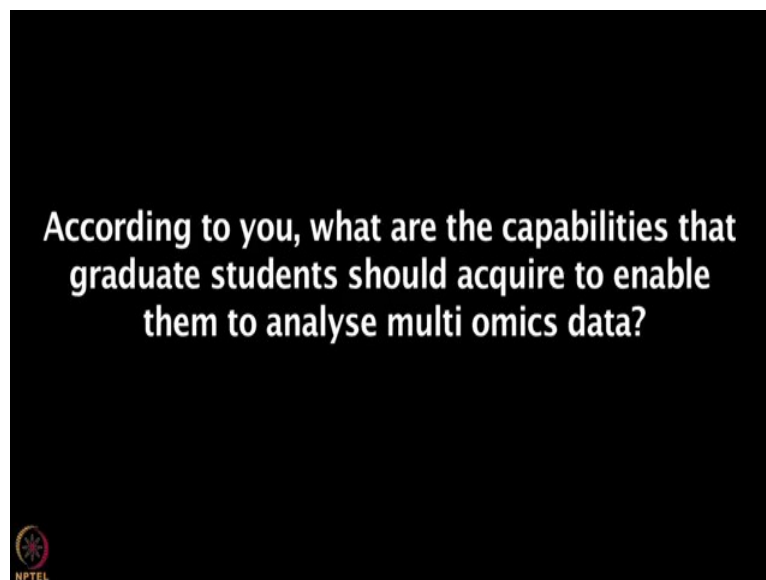 According to you, what are the capabilities that
graduate students should acquire to enable
them to analyse multi omics data?
NPTEL